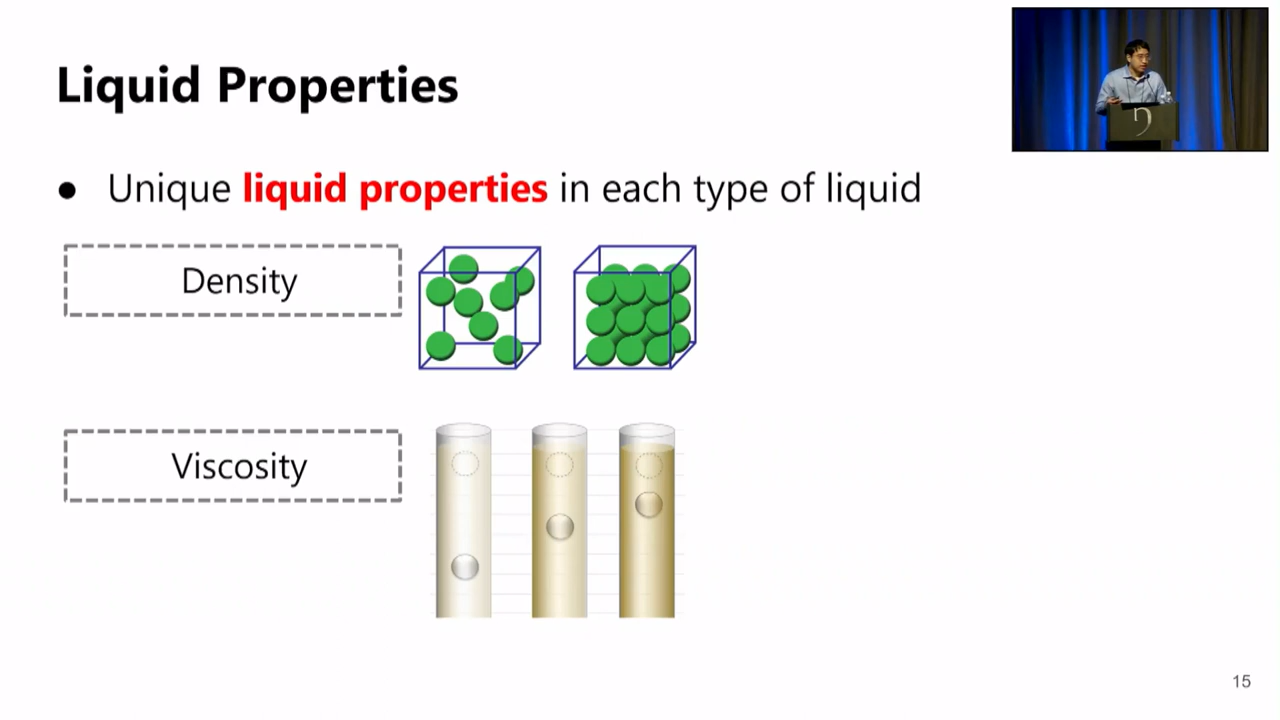 Liquid Properties
● Unique liquid properties in each type of liquid
Density
Viscosity
15